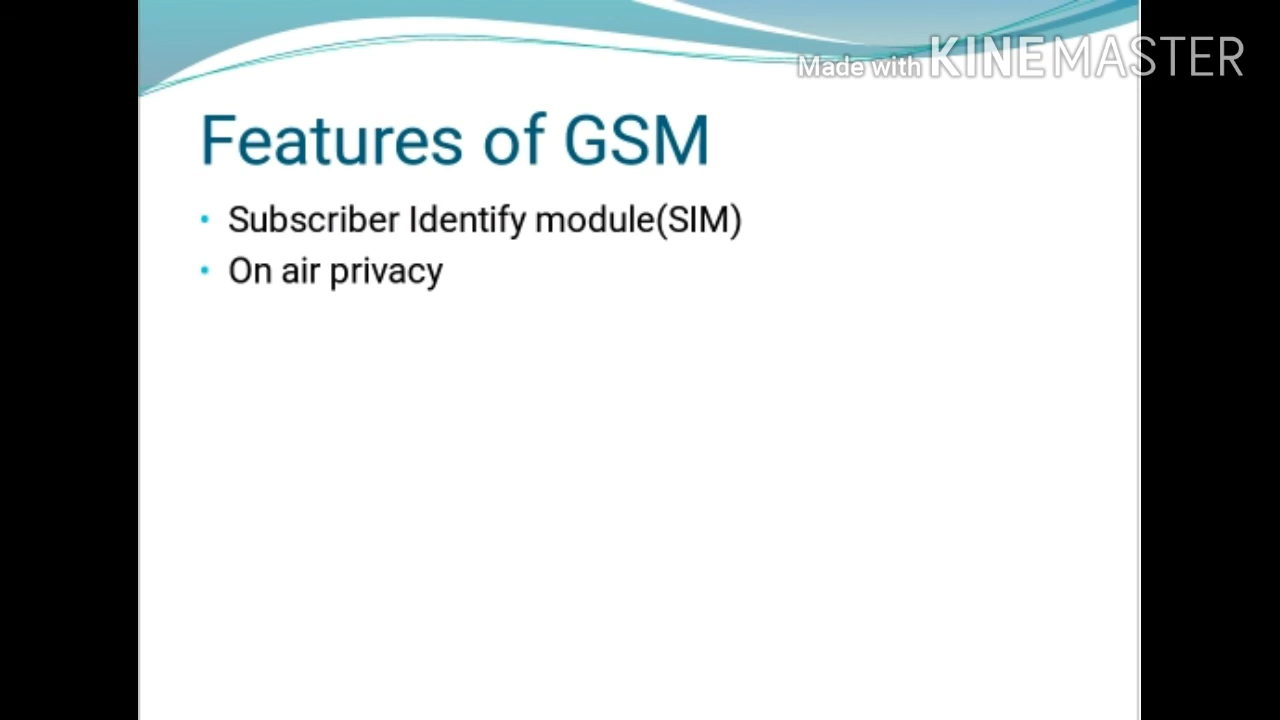 Made with KINEMASTER
Features of GSM
• Subscriber Identify module(SIM)
• On air privacy